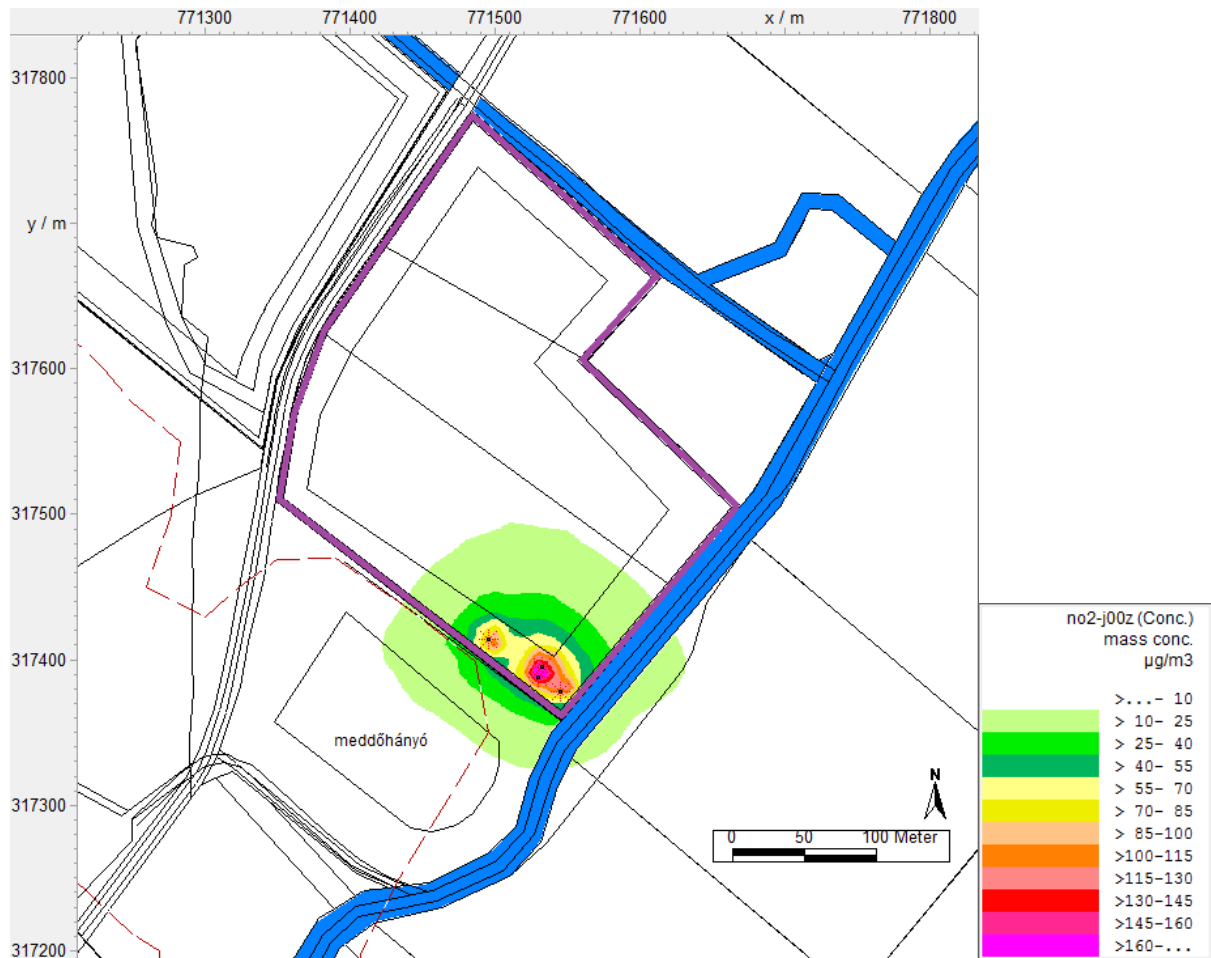 771300 771400 771500 771600 x / m 771800
317800
y / m
317600
317500
317400
317300
317200
meddőhányó
N
0 50 100 Meter
no2-j00z (Conc.)
mass conc.
µg/m3
>...- 10
> 10- 25
> 25- 40
> 40- 55
> 55- 70
> 70- 85
> 85-100
>100-115
>115-130
>130-145
>145-160
>160-...